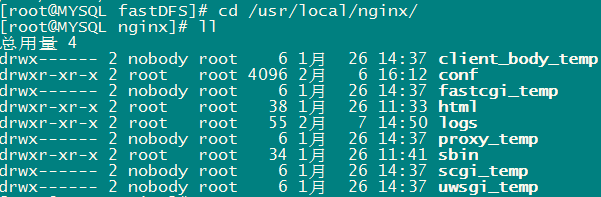 [root@MYSQL fastDFS]# cd /usr/local/nginx/
[root@MYSQL nginx]# ll
总用量 4
drwx------ 2 nobody root    6 1月  26 14:37 client_body_temp
drwxr-xr-x 2 root   root 4096 2月   6 16:12 conf
drwx------ 2 nobody root    6 1月  26 14:37 fastcgi_temp
drwxr-xr-x 2 root   root   38 1月  26 11:33 html
drwxr-xr-x 2 root   root   55 2月   7 14:50 logs
drwx------ 2 nobody root    6 1月  26 14:37 proxy_temp
drwxr-xr-x 2 root   root   34 1月  26 11:41 sbin
drwx------ 2 nobody root    6 1月  26 14:37 scgi_temp
drwx------ 2 nobody root    6 1月  26 14:37 uwsgi_temp